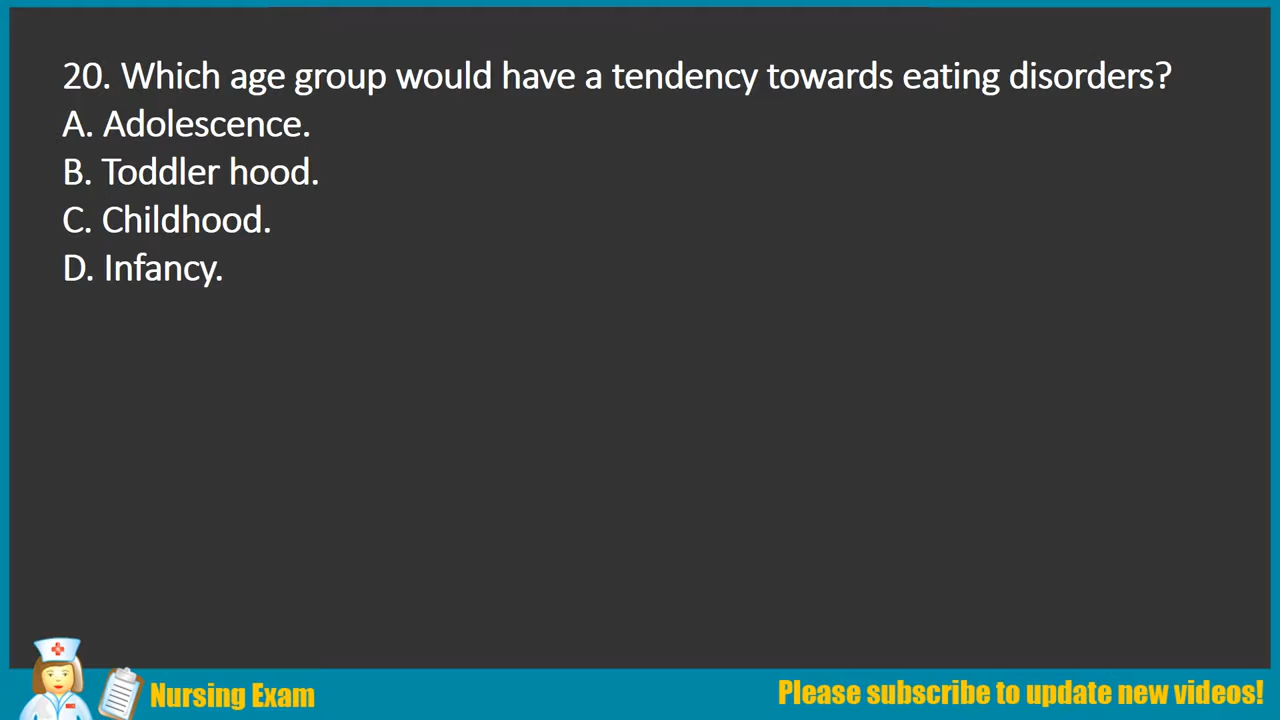 20. Which age group would have a tendency towards eating disorders?
A. Adolescence.
B. Toddler hood.
C. Childhood.
D. Infancy.
Nursing Exam
Please subscribe to update new videos!